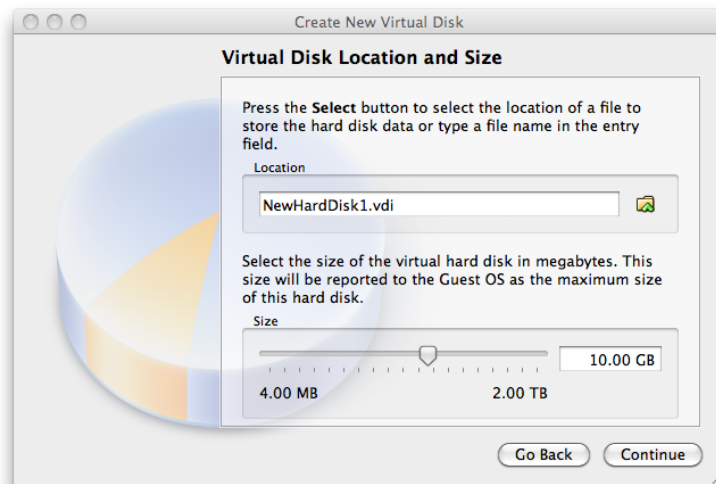 Create New Virtual Disk
Virtual Disk Location and Size
Press the Select button to select the location of a file to
store the hard disk data or type a file name in the entry
field.
Location
NewHardDisk1.vdi
Select the size of the virtual hard disk in megabytes. This
size will be reported to the Guest OS as the maximum size
of this hard disk.
Size
10.00 GB
4.00 MB 2.00 TB
Go Back Continue